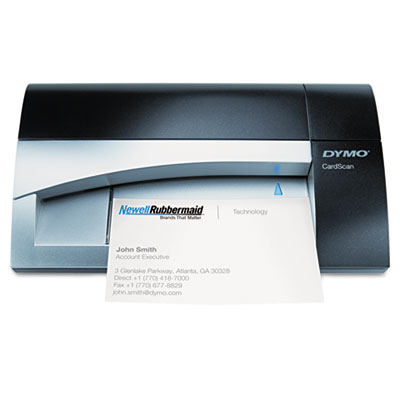 DYMO®
CardScan
NewellRubbermaid
Brands That Matter
Technology
John Smith
Account Executive
3 Glenlake Parkway, Atlanta, GA 30328
Direct +1 (770) 418-7000
Fax +1 (770) 677-8829
john.smith@dymo.com